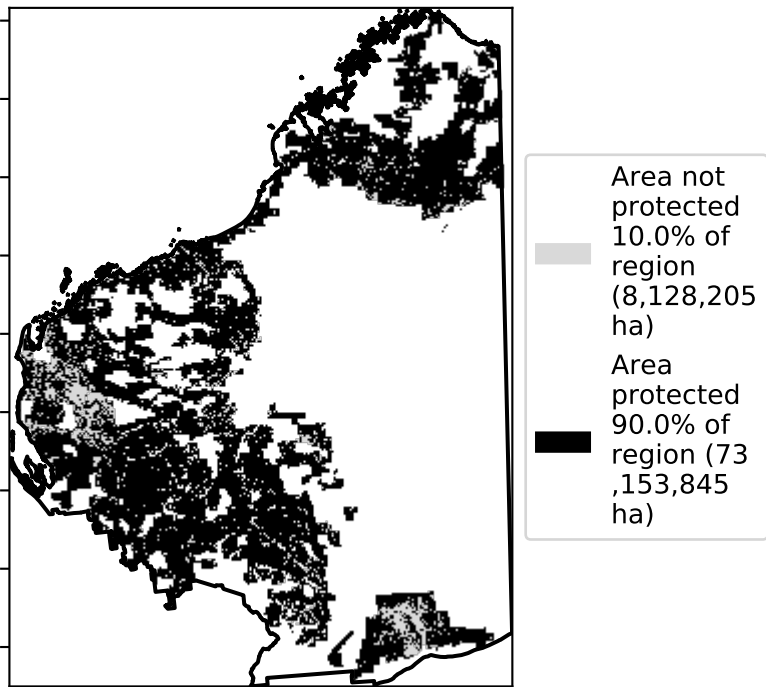 Area not
protected
10.0% of
region
(8,128,205
ha)
Area
protected
90.0% of
region (73
,153,845
ha)